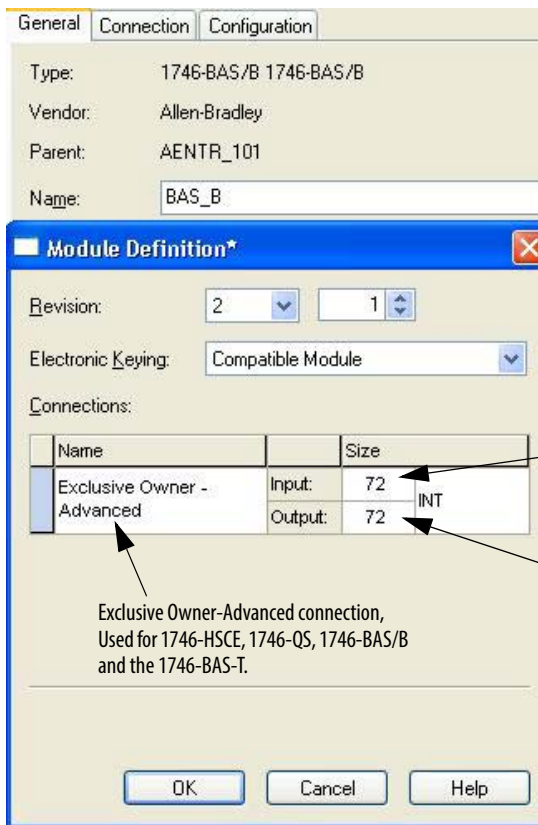 General Connection Configuration
Type: 1746-BAS/B 1746-BAS/B
Vendor: Allen-Bradley
Parent: AENTR_101
Name: BAS_B
Module Definition*
Revision: 2 1
Electronic Keying: Compatible Module
Connections:
Name Size
Exclusive Owner - Advanced Input: 72 INT
Output: 72
Exclusive Owner-Advanced connection,
Used for 1746-HSCE, 1746-QS, 1746-BAS/B
and the 1746-BAS-T.
OK Cancel Help